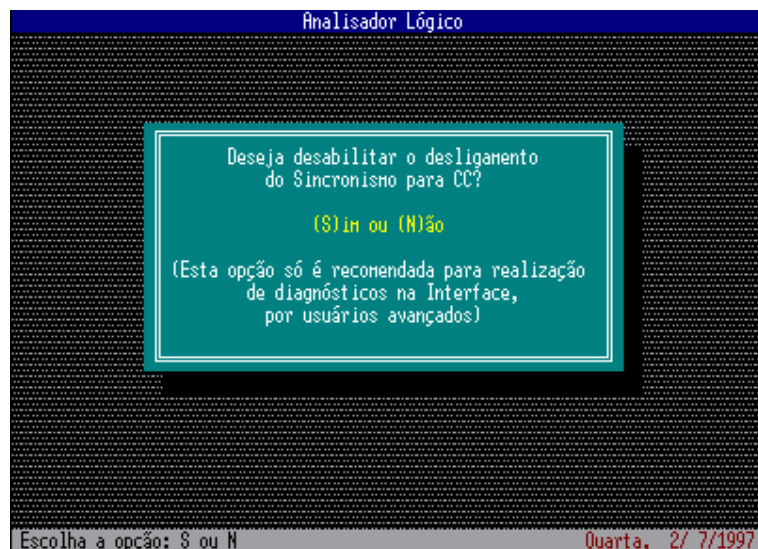 Analisador Lógico
Deseja desabilitar o desligamento
do Sincronismo para CC?
(S)im ou (N)ão
(Esta opção só é recomendada para realização
de diagnósticos na Interface,
por usuários avançados)
Escolha a opção: S ou N
Quarta, 2/ 7/1997